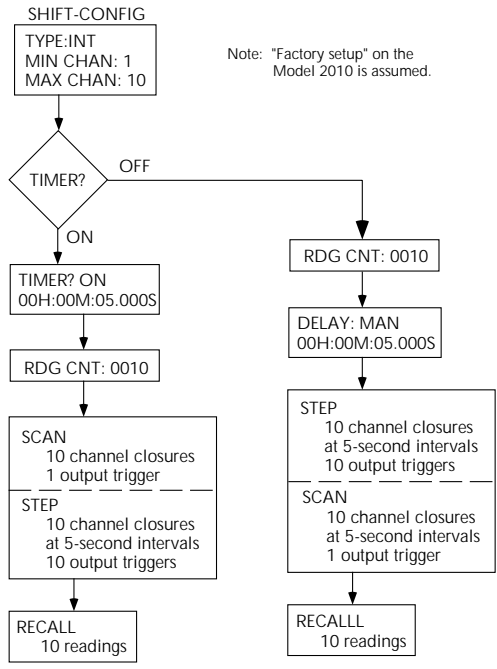 SHIFT-CONFIG
TYPE:INT
MIN CHAN: 1
MAX CHAN: 10
Note: "Factory setup" on the
Model 2010 is assumed.
TIMER?
OFF
ON
TIMER? ON
00H:00M:05.000S
RDG CNT: 0010
SCAN
10 channel closures
1 output trigger
STEP
10 channel closures
at 5-second intervals
10 output triggers
RECALL
10 readings
RDG CNT: 0010
DELAY: MAN
00H:00M:05.000S
STEP
10 channel closures
at 5-second intervals
10 output triggers
SCAN
10 channel closures
at 5-second intervals
1 output trigger
RECALLL
10 readings